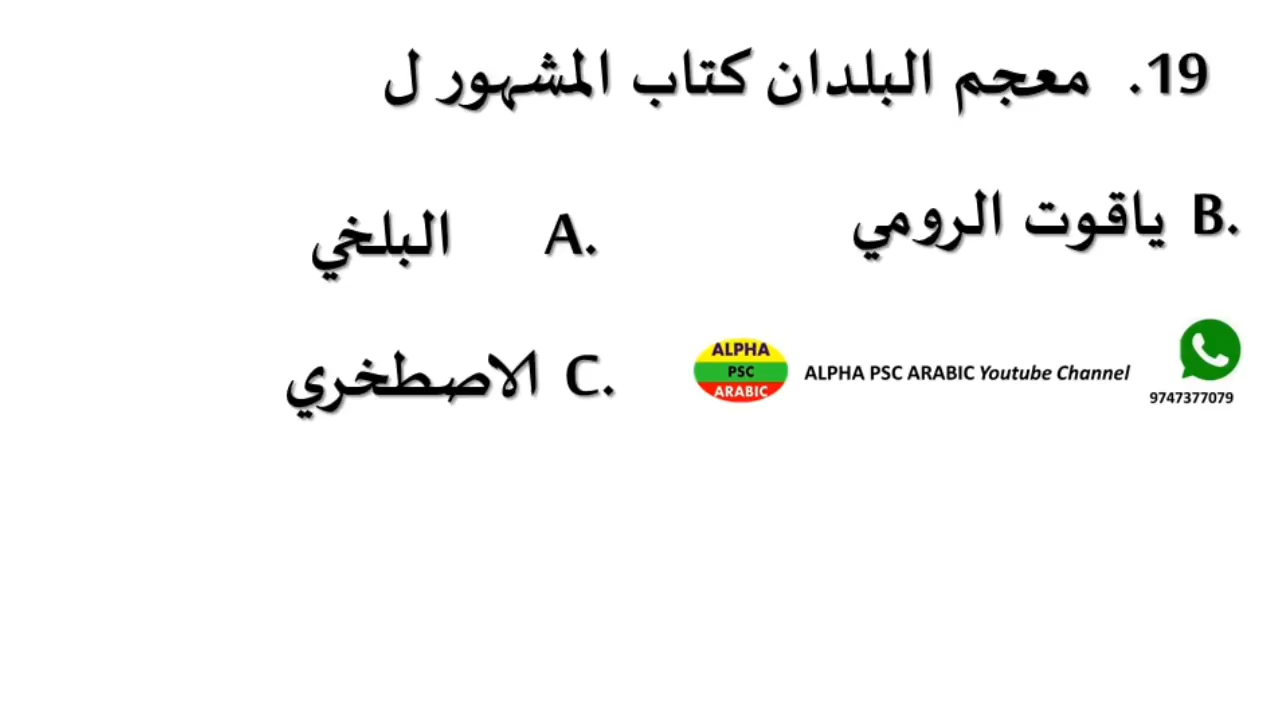 19. معجم البلدان كتاب المشهور ل
B. ياقوت الرومي
A. البلخي
C. الاصطخري
ALPHA
PSC
ARABIC
ALPHA PSC ARABIC Youtube Channel
9747377079